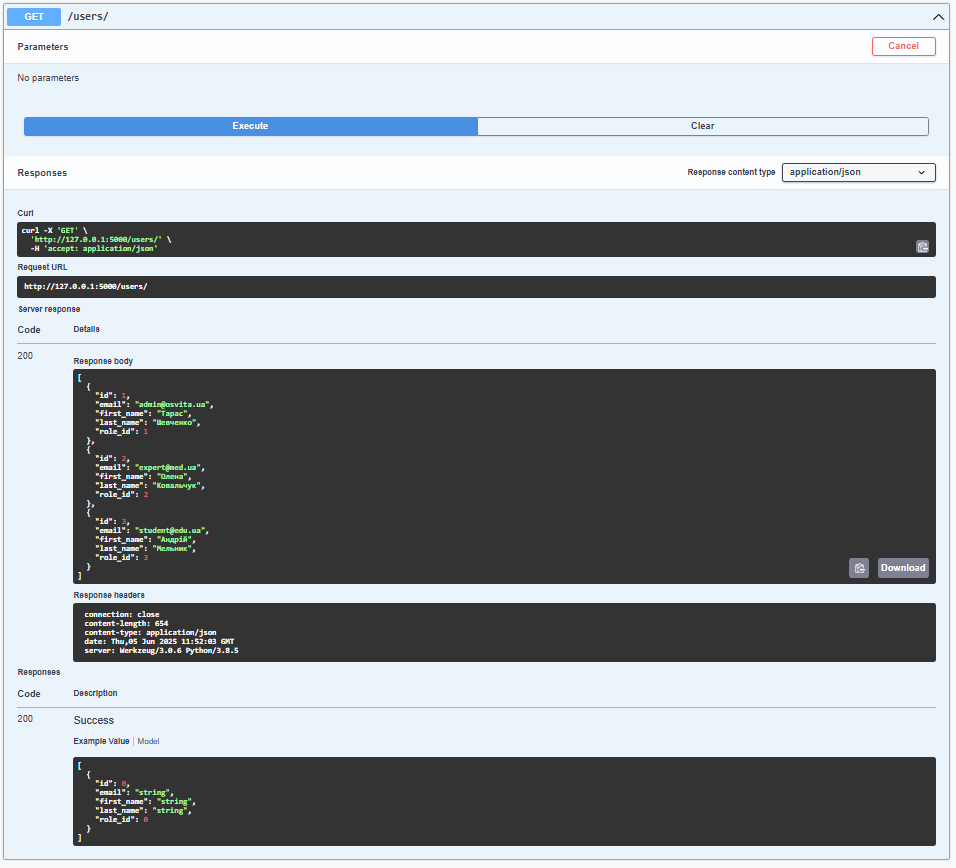 GET /users/
Parameters Cancel
No parameters
Execute Clear
Responses Response content type application/json
Curl
curl -X 'GET' \
'http://127.0.0.1:5000/users/' \
-H 'accept: application/json'
Request URL
http://127.0.0.1:5000/users/
Server response
Code Details
200
Response body
[
{
"id": 1,
"email": "admin@osvita.ua",
"first_name": "Тарас",
"last_name": "Шевченко",
"role_id": 1
},
{
"id": 2,
"email": "expert@med.ua",
"first_name": "Олена",
"last_name": "Ковальчук",
"role_id": 2
},
{
"id": 3,
"email": "student@edu.ua",
"first_name": "Андрій",
"last_name": "Мельник",
"role_id": 3
}
]
Download
Response headers
connection: close
content-length: 654
content-type: application/json
date: Thu,05 Jun 2025 11:52:03 GMT
server: Werkzeug/3.0.6 Python/3.8.5
Responses
Code Description
200 Success
Example Value Model
[
{
"id": 0,
"email": "string",
"first_name": "string",
"last_name": "string",
"role_id": 0
}
]